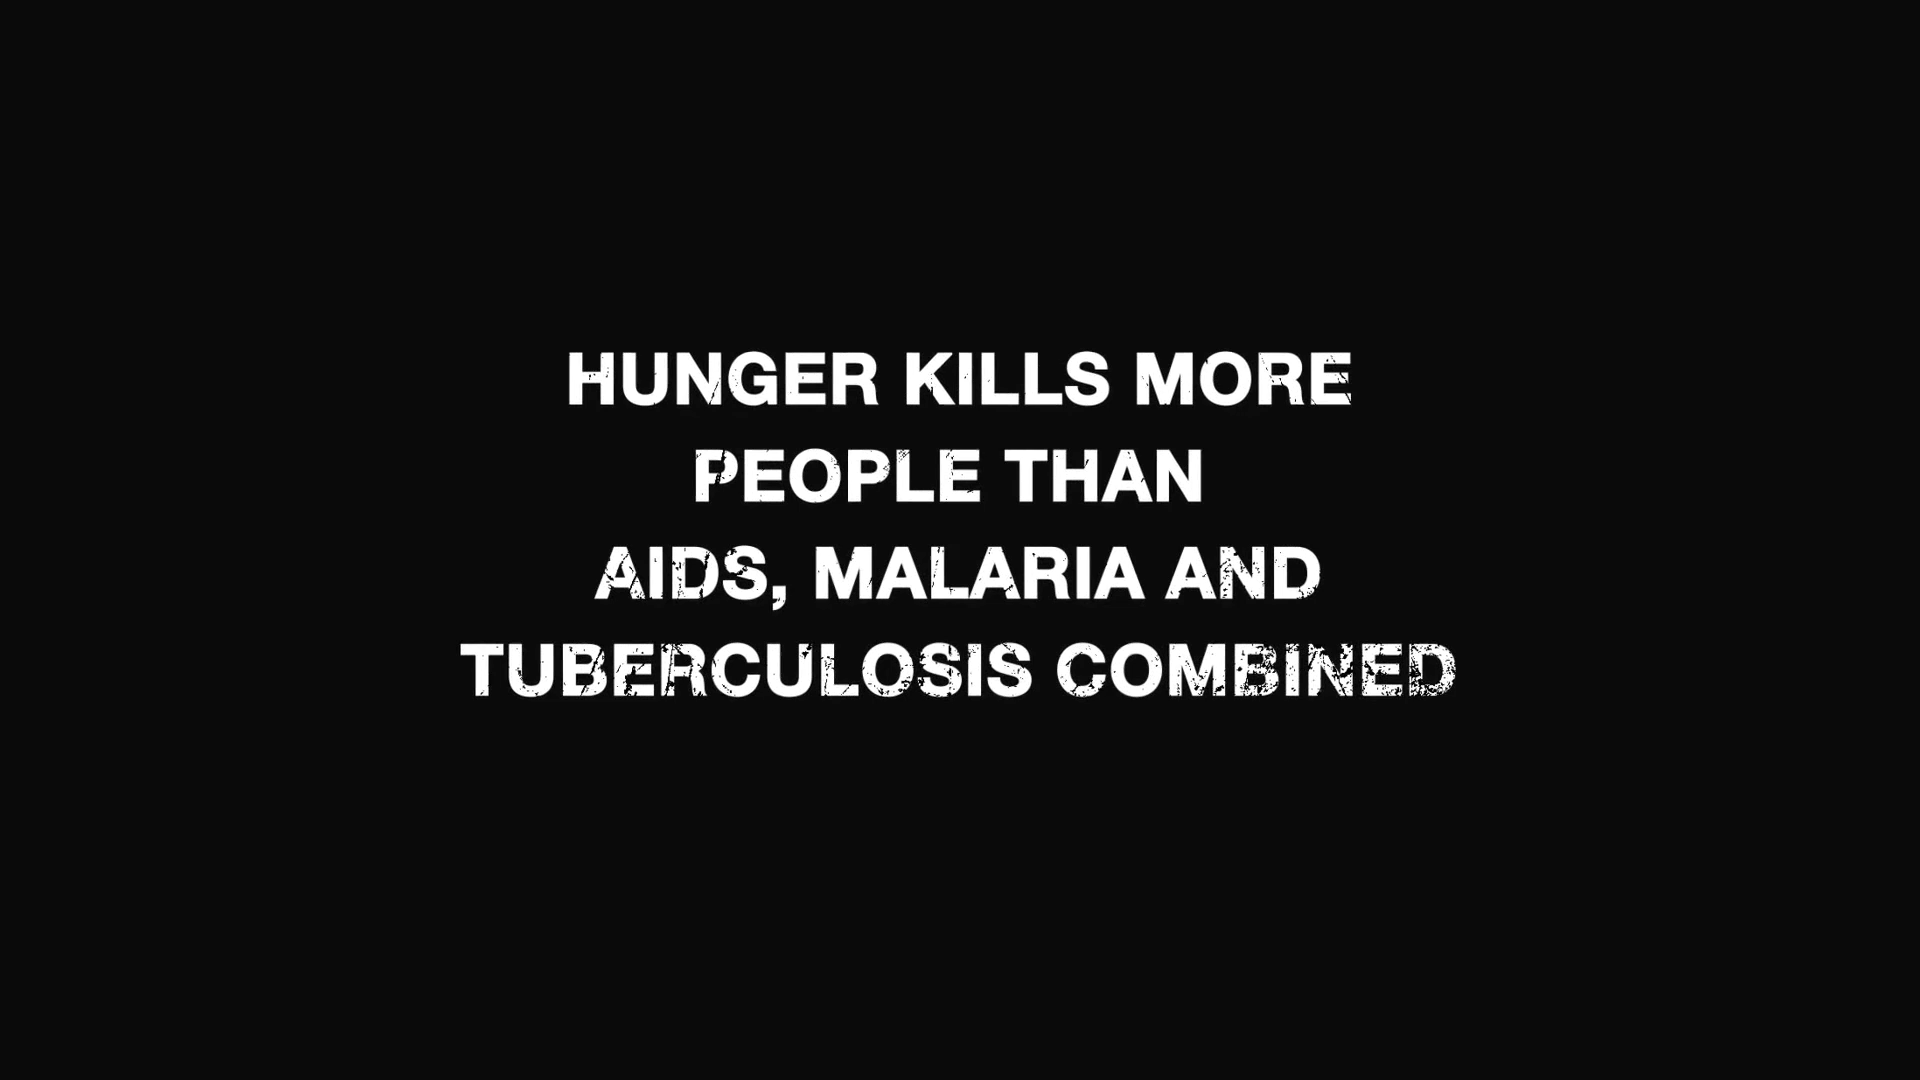 HUNGER KILLS MORE
PEOPLE THAN
AIDS, MALARIA AND
TUBERCULOSIS COMBINED